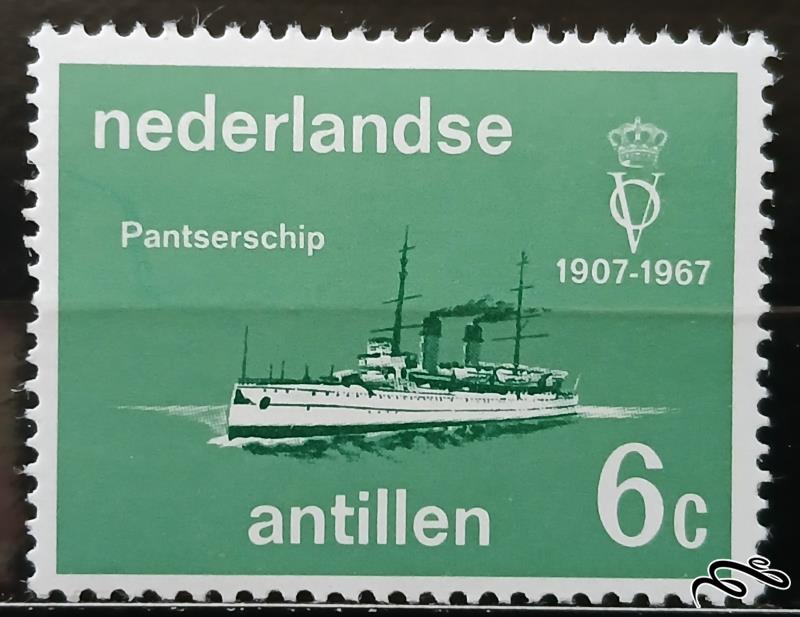 nederlandse
Pantserschip
1907-1967
antillen
6c